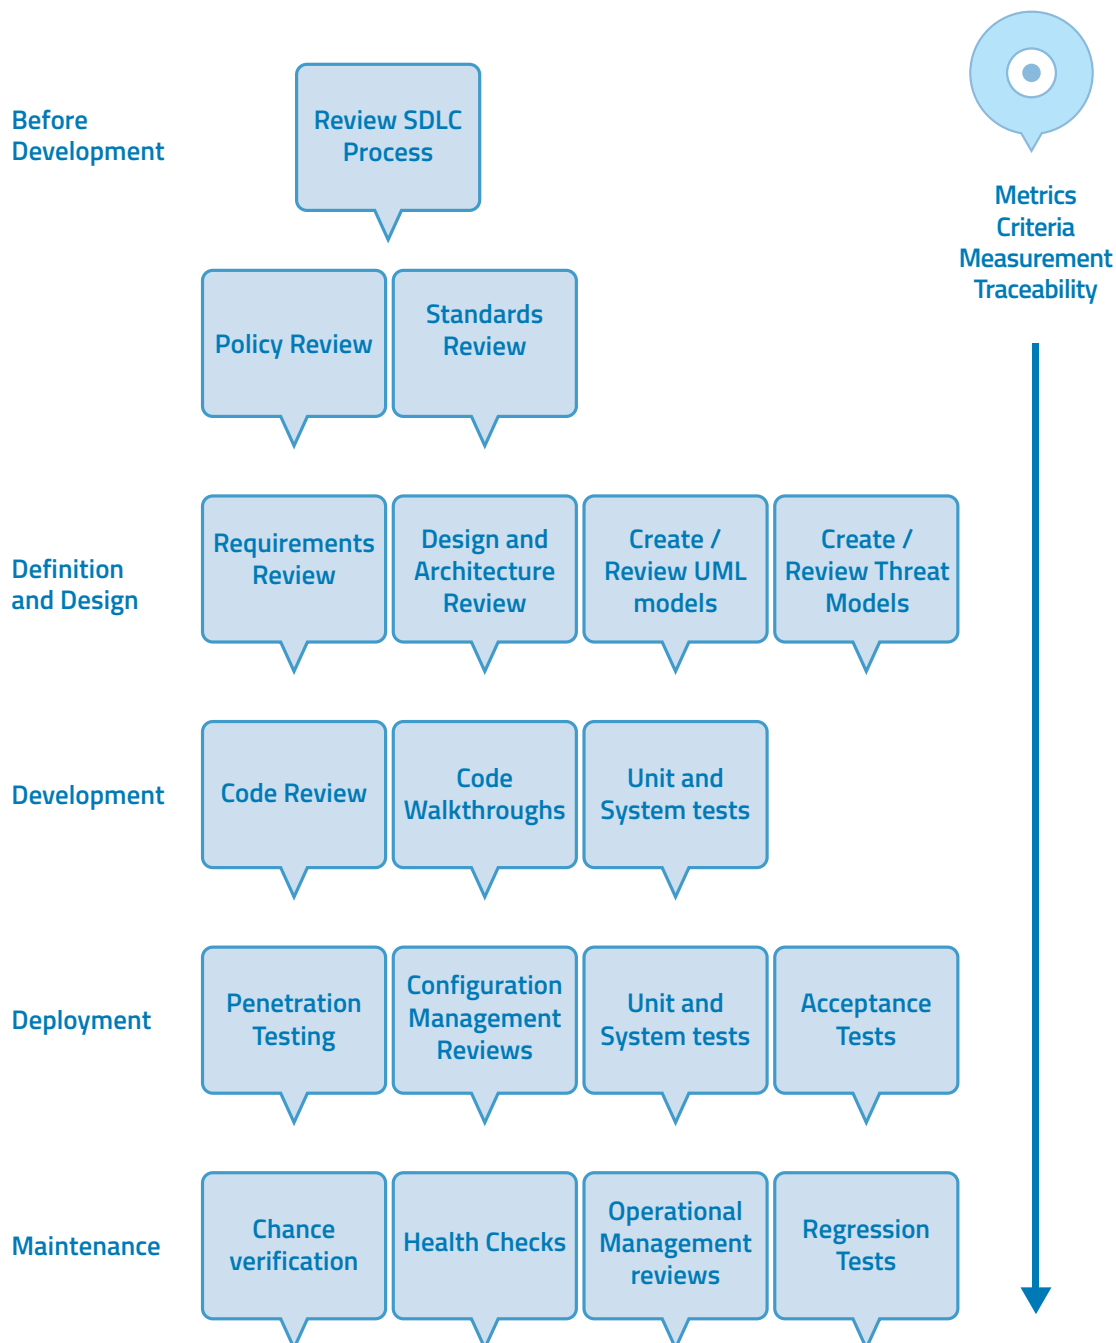 Before
Development
Review SDLC
Process
Metrics
Criteria
Measurement
Traceability
Policy Review
Standards
Review
Definition
and Design
Requirements
Review
Design and
Architecture
Review
Create /
Review UML
models
Create /
Review Threat
Models
Development
Code Review
Code
Walkthroughs
Unit and
System tests
Deployment
Penetration
Testing
Configuration
Management
Reviews
Unit and
System tests
Acceptance
Tests
Maintenance
Chance
verification
Health Checks
Operational
Management
reviews
Regression
Tests